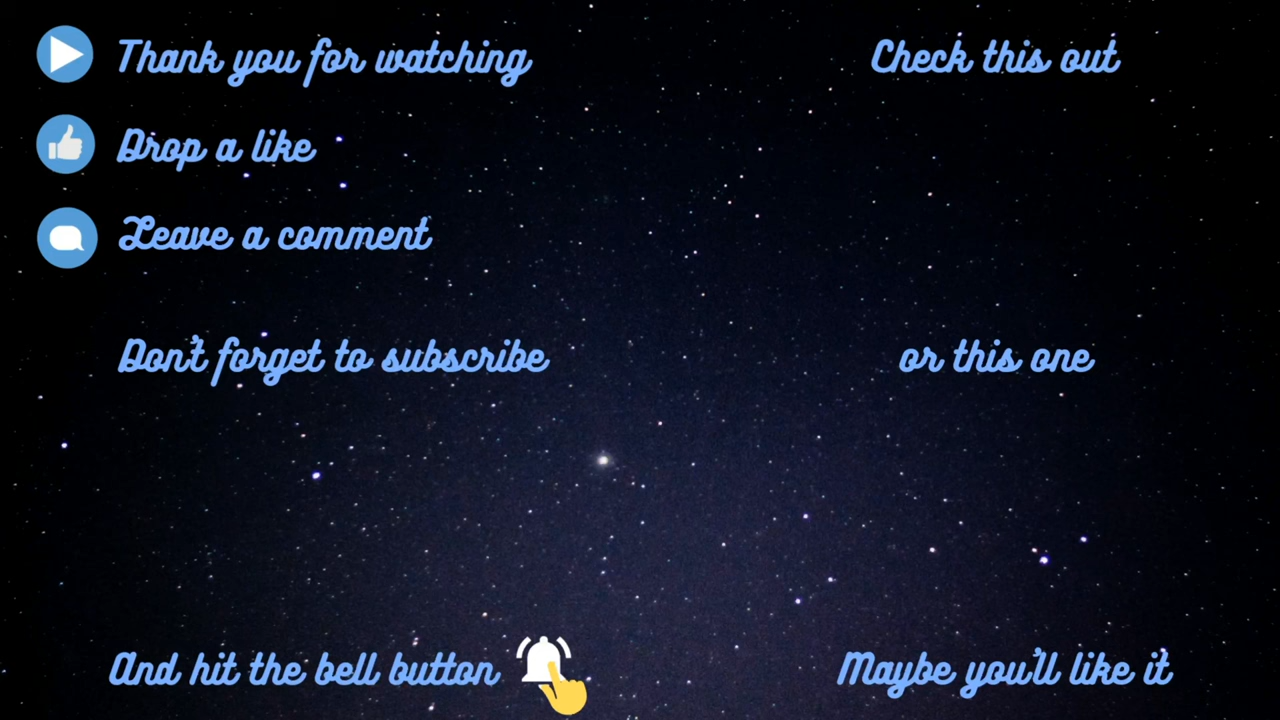 Thank you for watching
Drop a like
Leave a comment
Don't forget to subscribe
And hit the bell button
Check this out
or this one
Maybe you'll like it